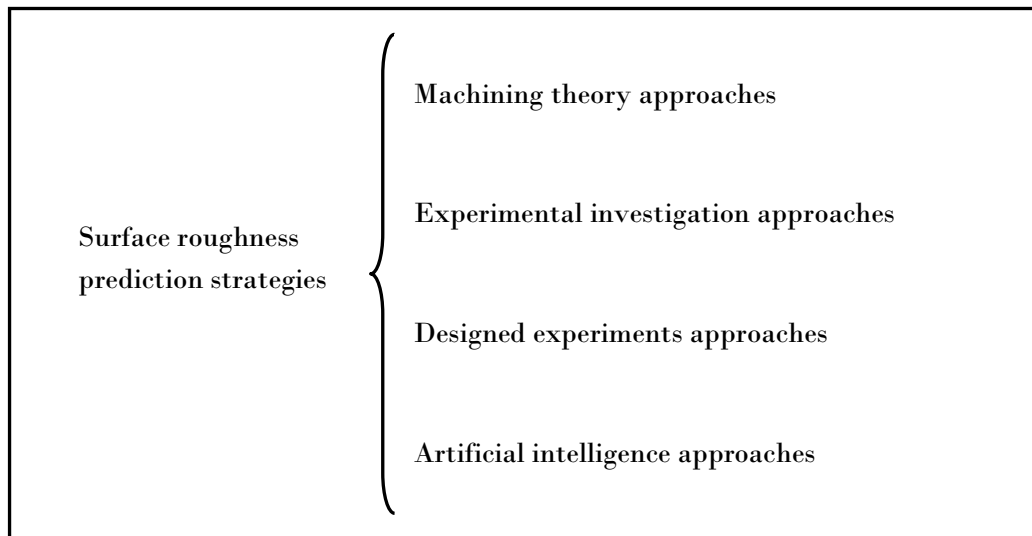 Machining theory approaches
Experimental investigation approaches
Surface roughness
prediction strategies
Designed experiments approaches
Artificial intelligence approaches